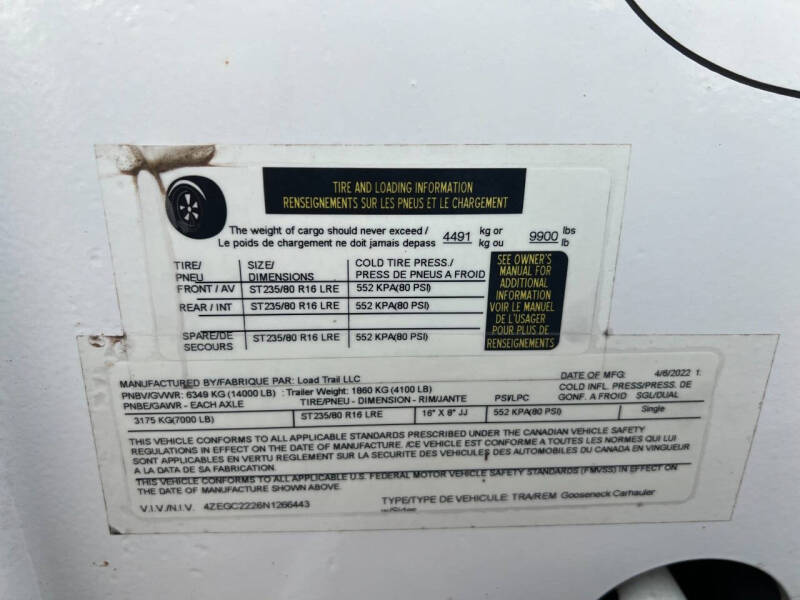 TIRE AND LOADING INFORMATION
RENSEIGNEMENTS SUR LES PNEUS ET LE CHARGEMENT
The weight of cargo should never exceed / 4491 kg or 9900 lbs
Le poids de chargement ne doit jamais depass kg ou lb
TIRE/ SIZE/ COLD TIRE PRESS./
PNEU DIMENSIONS PRESS DE PNEUS A FROID
FRONT / AV ST235/80 R16 LRE 552 KPA(80 PSI)
REAR / INT ST235/80 R16 LRE 552 KPA(80 PSI)
SPARE/DE ST235/80 R16 LRE 552 KPA(80 PSI)
SECOURS
SEE OWNER'S
MANUAL FOR
ADDITIONAL
INFORMATION
VOIR LE MANUEL
DE L'USAGER
POUR PLUS DE
RENSEIGNEMENTS
MANUFACTURED BY/FABRIQUE PAR: Load Trail LLC DATE OF MFG: 4/6/2022 1:
PNBV/GVWR: 6349 KG (14000 LB) : Trailer Weight: 1860 KG (4100 LB) COLD INFL. PRESS/PRESS. DE
PNBE/GAWR - EACH AXLE TIRE/PNEU - DIMENSION - RIM/JANTE PSI/LPC GONF. A FROID SGL/DUAL
3175 KG(7000 LB) ST235/80 R16 LRE 16" X 6" JJ 552 KPA(80 PSI) Single
THIS VEHICLE CONFORMS TO ALL APPLICABLE STANDARDS PRESCRIBED UNDER THE CANADIAN VEHICLE SAFETY
REGULATIONS IN EFFECT ON THE DATE OF MANUFACTURE. /CE VEHICULE EST CONFORME A TOUTES LES NORMES QUI LUI
SONT APPLICABLES EN VERTU REGLEMENT SUR LA SECURITE DES VEHICULES DES AUTOMOBILES DU CANADA EN VINGUEUR
A LA DATA DE SA FABRICATION.
THIS VEHICLE CONFORMS TO ALL APPLICABLE U.S. FEDERAL MOTOR VEHICLE SAFETY STANDARDS (FMVSS) IN EFFECT ON
THE DATE OF MANUFACTURE SHOWN ABOVE.
V.I.V./N.I.V. 4ZEGC2226N1266443 TYPE/TYPE DE VEHICULE: TRA/REM Gooseneck Carhauler
w/Sides